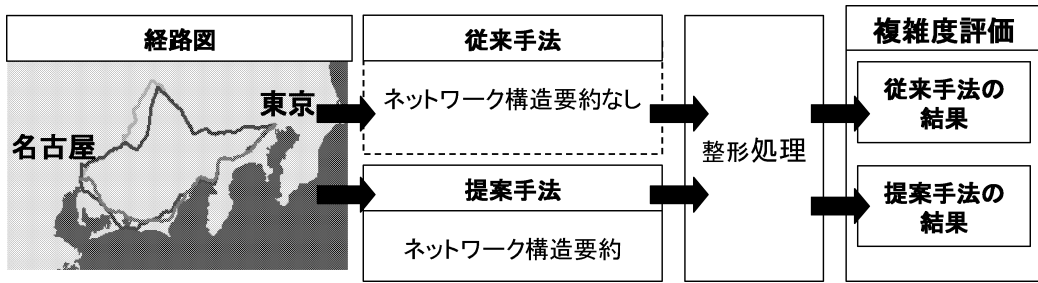 経路図
東京
名古屋
従来手法
ネットワーク構造要約なし
提案手法
ネットワーク構造要約
整形処理
複雑度評価
従来手法の
結果
提案手法の
結果